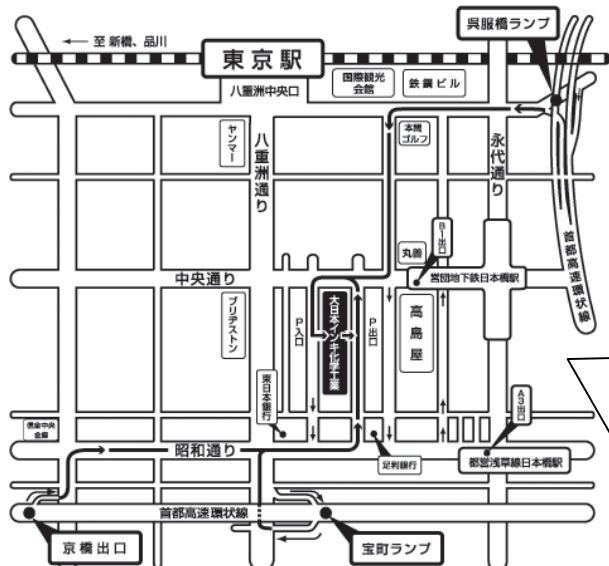 呉服橋ランプ
至 新橋、品川
東京駅
国際観光
会館
鉄鋼ビル
八重洲中央口
ヤンマー
本間
ゴルフ
八重洲通り
永代通り
丸善
B1出口
首都高速環状線
中央通り
営団地下鉄日本橋駅
ブリヂストン
P入口
大日本インキ化学工業
P出口
高島屋
東日本銀行
A3出口
信金中央
会館
昭和通り
足利銀行
都営浅草線日本橋駅
首都高速環状線
京橋出口
宝町ランプ